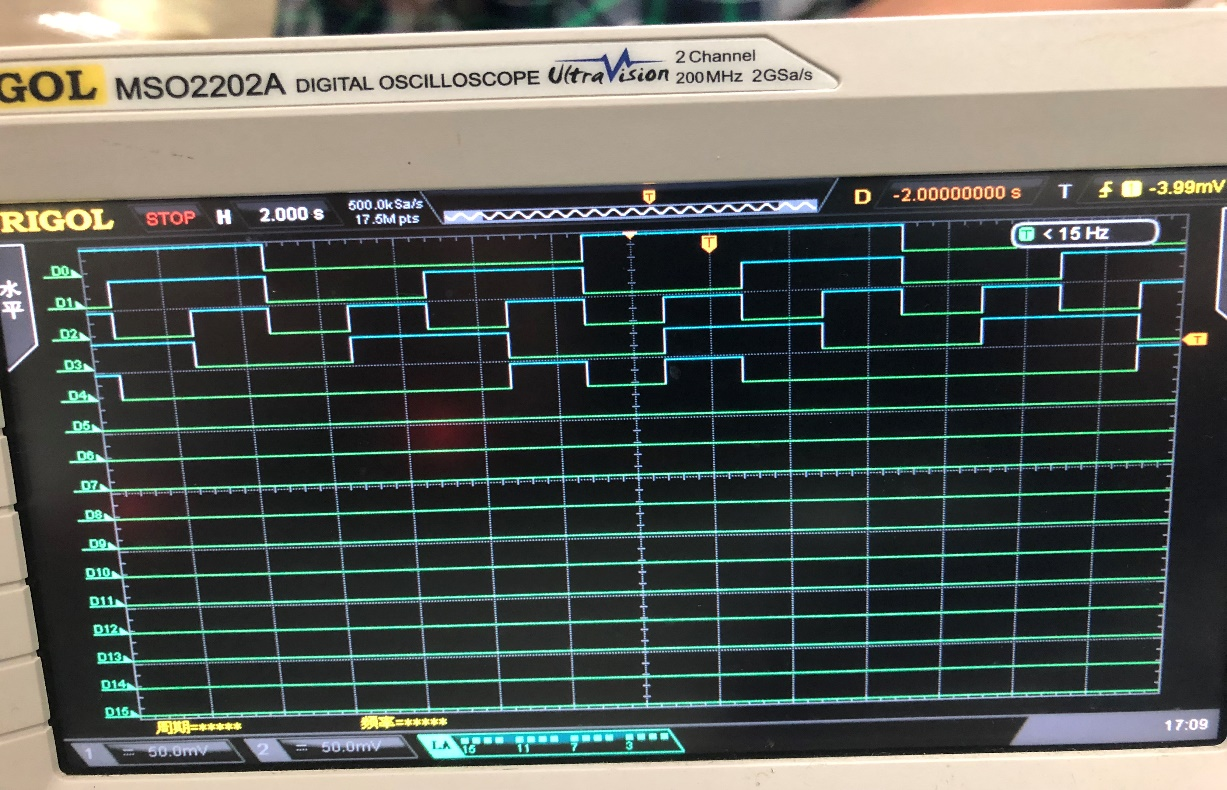 GOL MSO2202A DIGITAL OSCILLOSCOPE UltraVision 2 Channel
200MHz 2GSa/s
RIGOL STOP H 2.000 s 500.0kSa/s
17.5M pts
D -2.00000000 s T -3.99mV
T < 15 Hz
水平
T
T
D0
D1
D2
D3
D4
D5
D6
D7
D8
D9
D10
D11
D12
D13
D14
D15
周期=***** 频率=*****
17:09
1 50.0mV 2 50.0mV LA 15 11 7 3